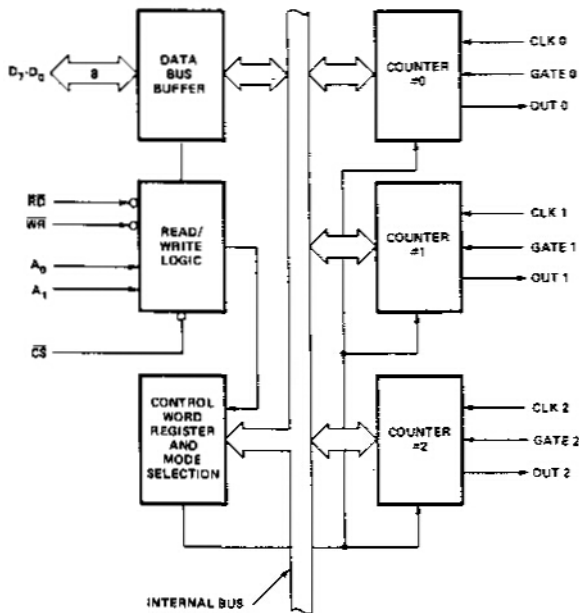 DATA
BUS
BUFFER
D7-D0
8
COUNTER
#0
CLK 0
GATE 0
OUT 0
RD
WR
A0
A1
CS
READ/
WRITE
LOGIC
COUNTER
#1
CLK 1
GATE 1
OUT 1
CONTROL
WORD
REGISTER
AND
MODE
SELECTION
COUNTER
#2
CLK 2
GATE 2
OUT 2
INTERNAL BUS